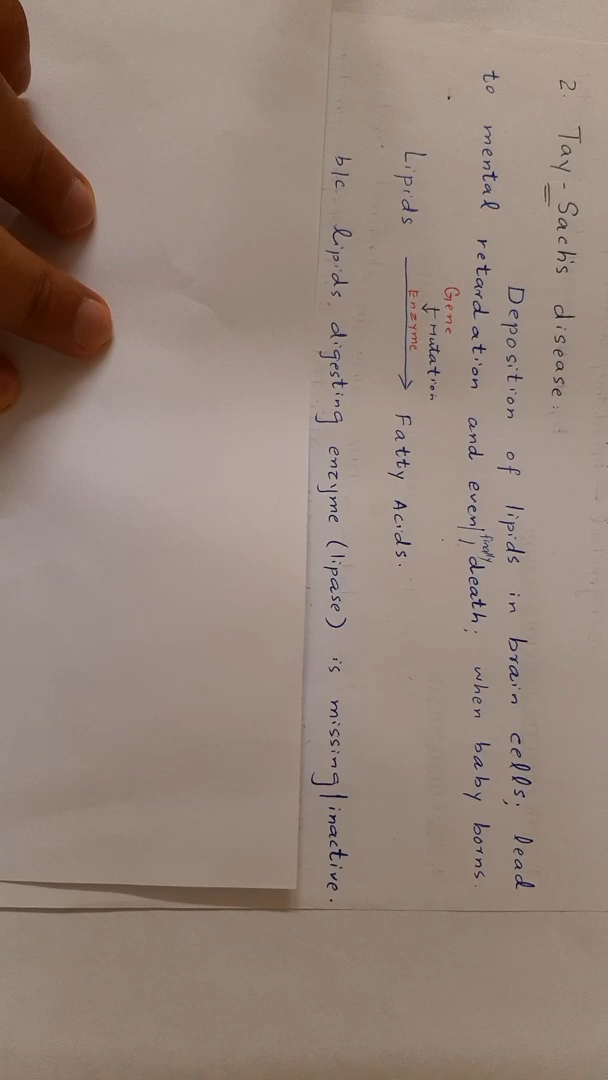 2. Tay-Sach's disease:
Deposition of lipids in brain cells; lead
to mental retardation and even/finally, death; when baby borns.
Gene
↓ Mutation
Lipids Enzyme → Fatty Acids.
b/c lipids digesting enzyme (lipase) is missing/inactive.